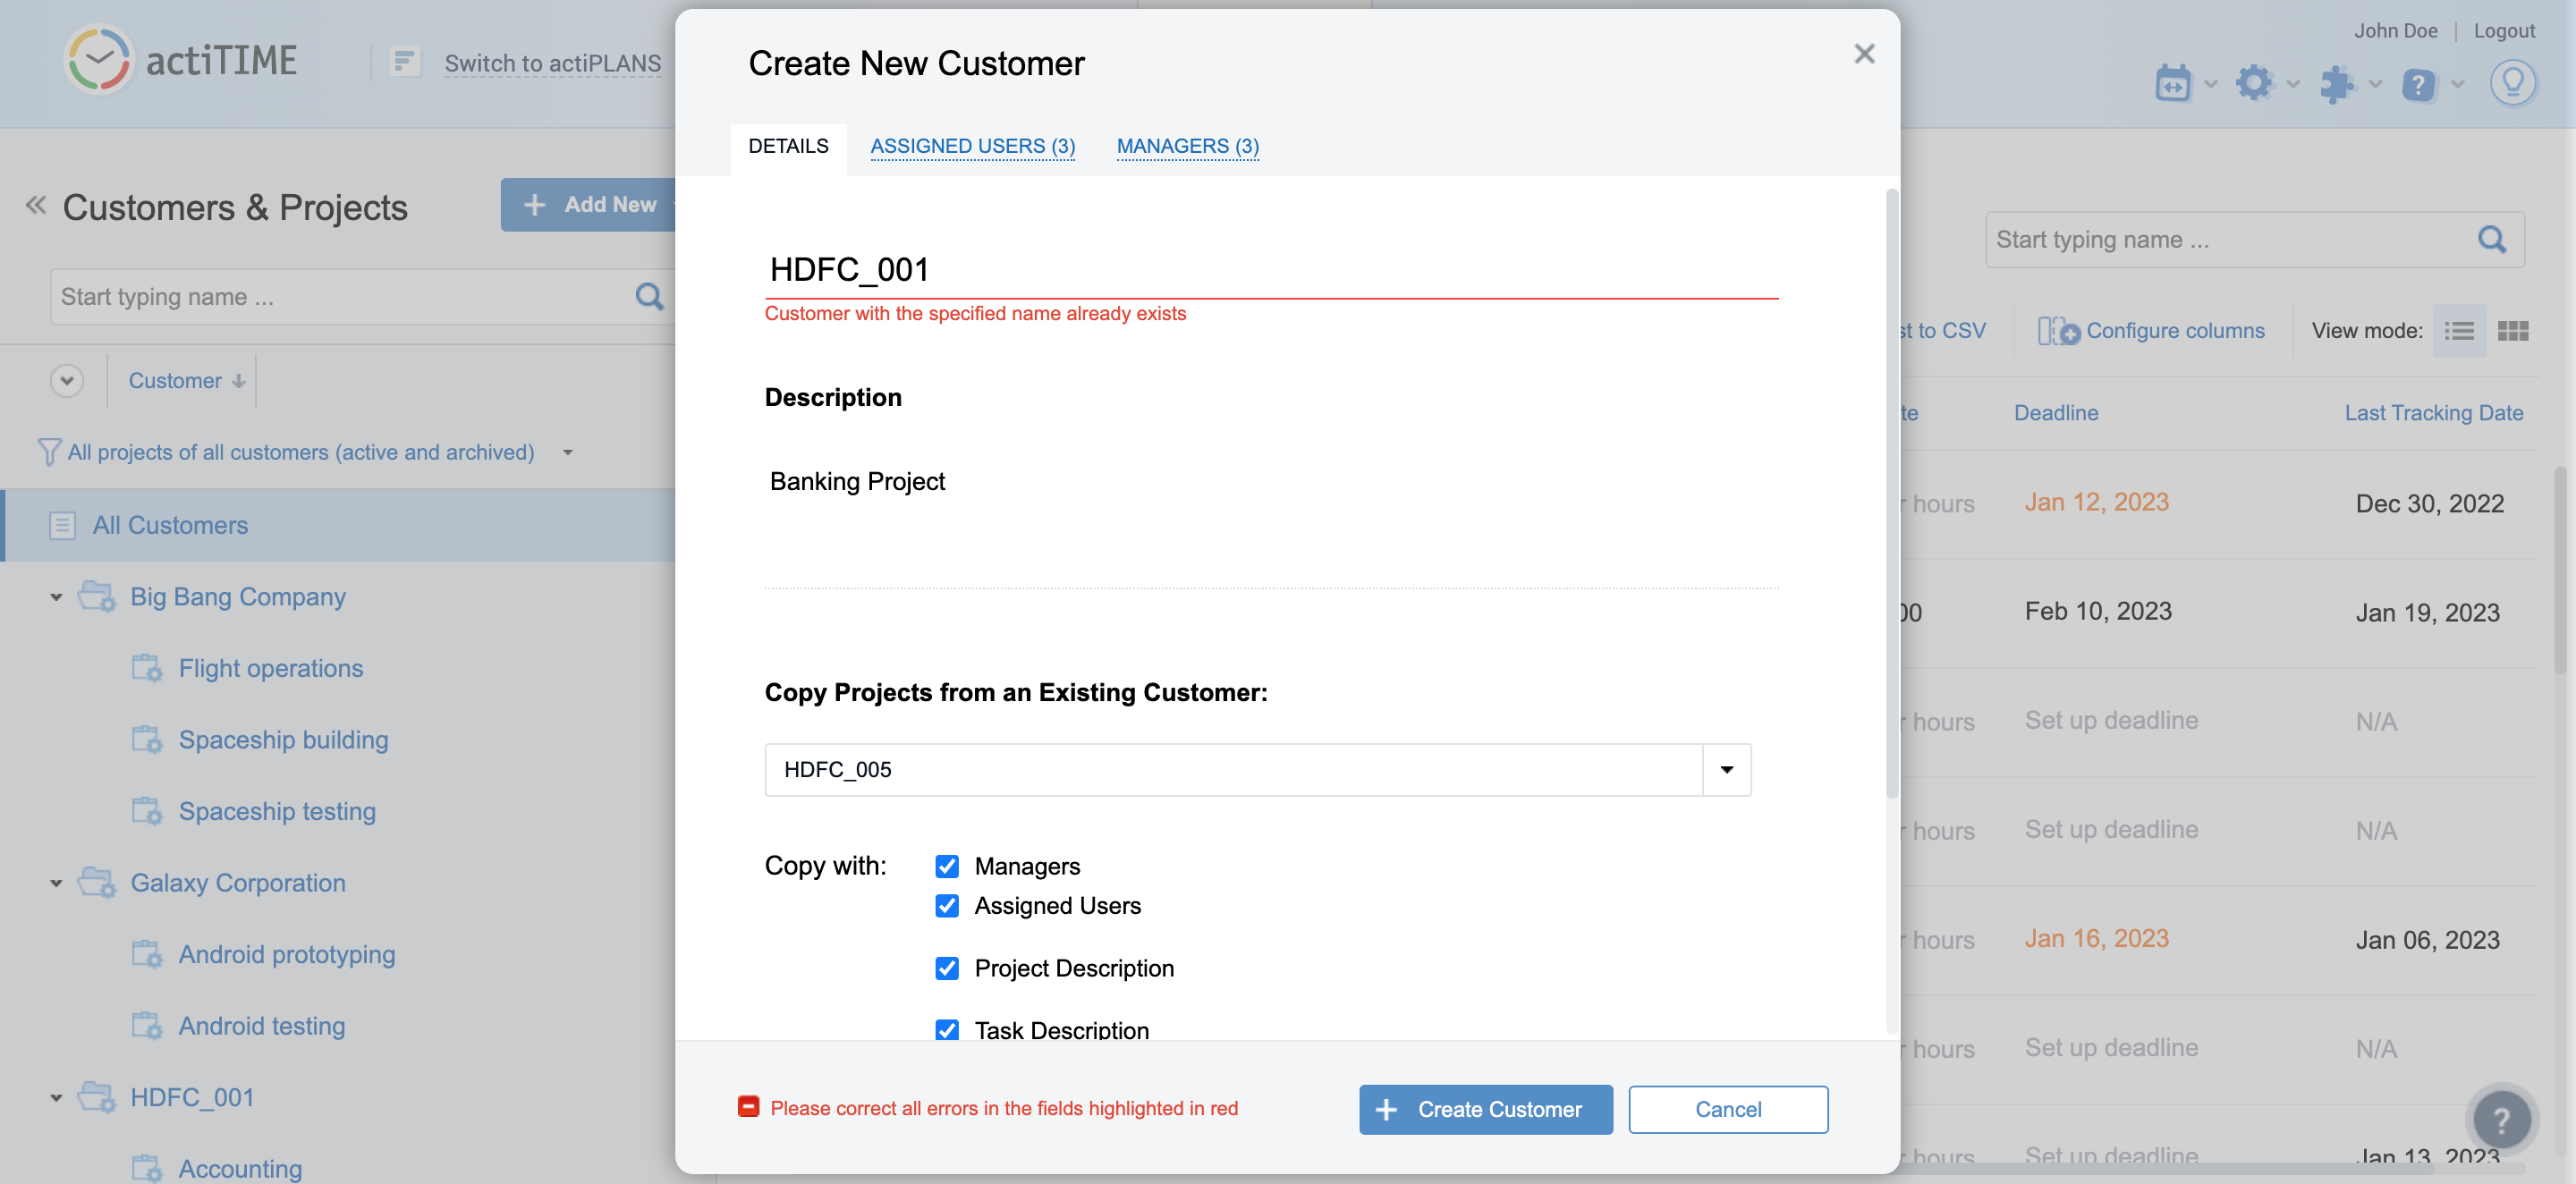 actiTIME
Switch to actiPLANS
John Doe
Logout
Customers & Projects
Add New
Start typing name ...
Customer
All projects of all customers (active and archived)
All Customers
Big Bang Company
Flight operations
Spaceship building
Spaceship testing
Galaxy Corporation
Android prototyping
Android testing
HDFC_001
Accounting
Create New Customer
DETAILS
ASSIGNED USERS (3)
MANAGERS (3)
HDFC_001
Customer with the specified name already exists
Description
Banking Project
Copy Projects from an Existing Customer:
HDFC_005
Copy with:
Managers
Assigned Users
Project Description
Task Description
Please correct all errors in the fields highlighted in red
Create Customer
Cancel
Start typing name ...
to CSV
Configure columns
View mode:
Deadline
Last Tracking Date
hours
Jan 12, 2023
Dec 30, 2022
Feb 10, 2023
Jan 19, 2023
hours
Set up deadline
N/A
hours
Set up deadline
N/A
hours
Jan 16, 2023
Jan 06, 2023
hours
Set up deadline
N/A
hours
Set up deadline
Jan 13, 2023